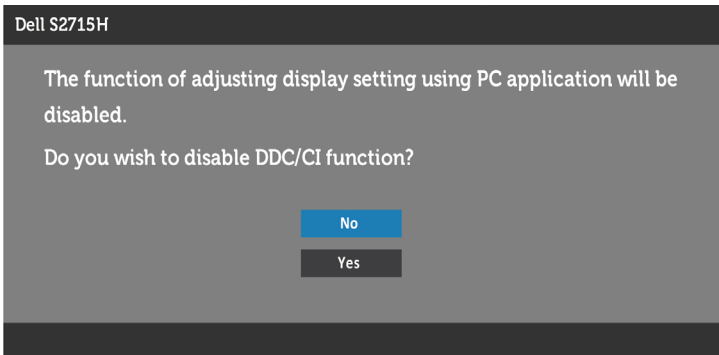 Dell S2715H
The function of adjusting display setting using PC application will be
disabled.
Do you wish to disable DDC/CI function?
No
Yes